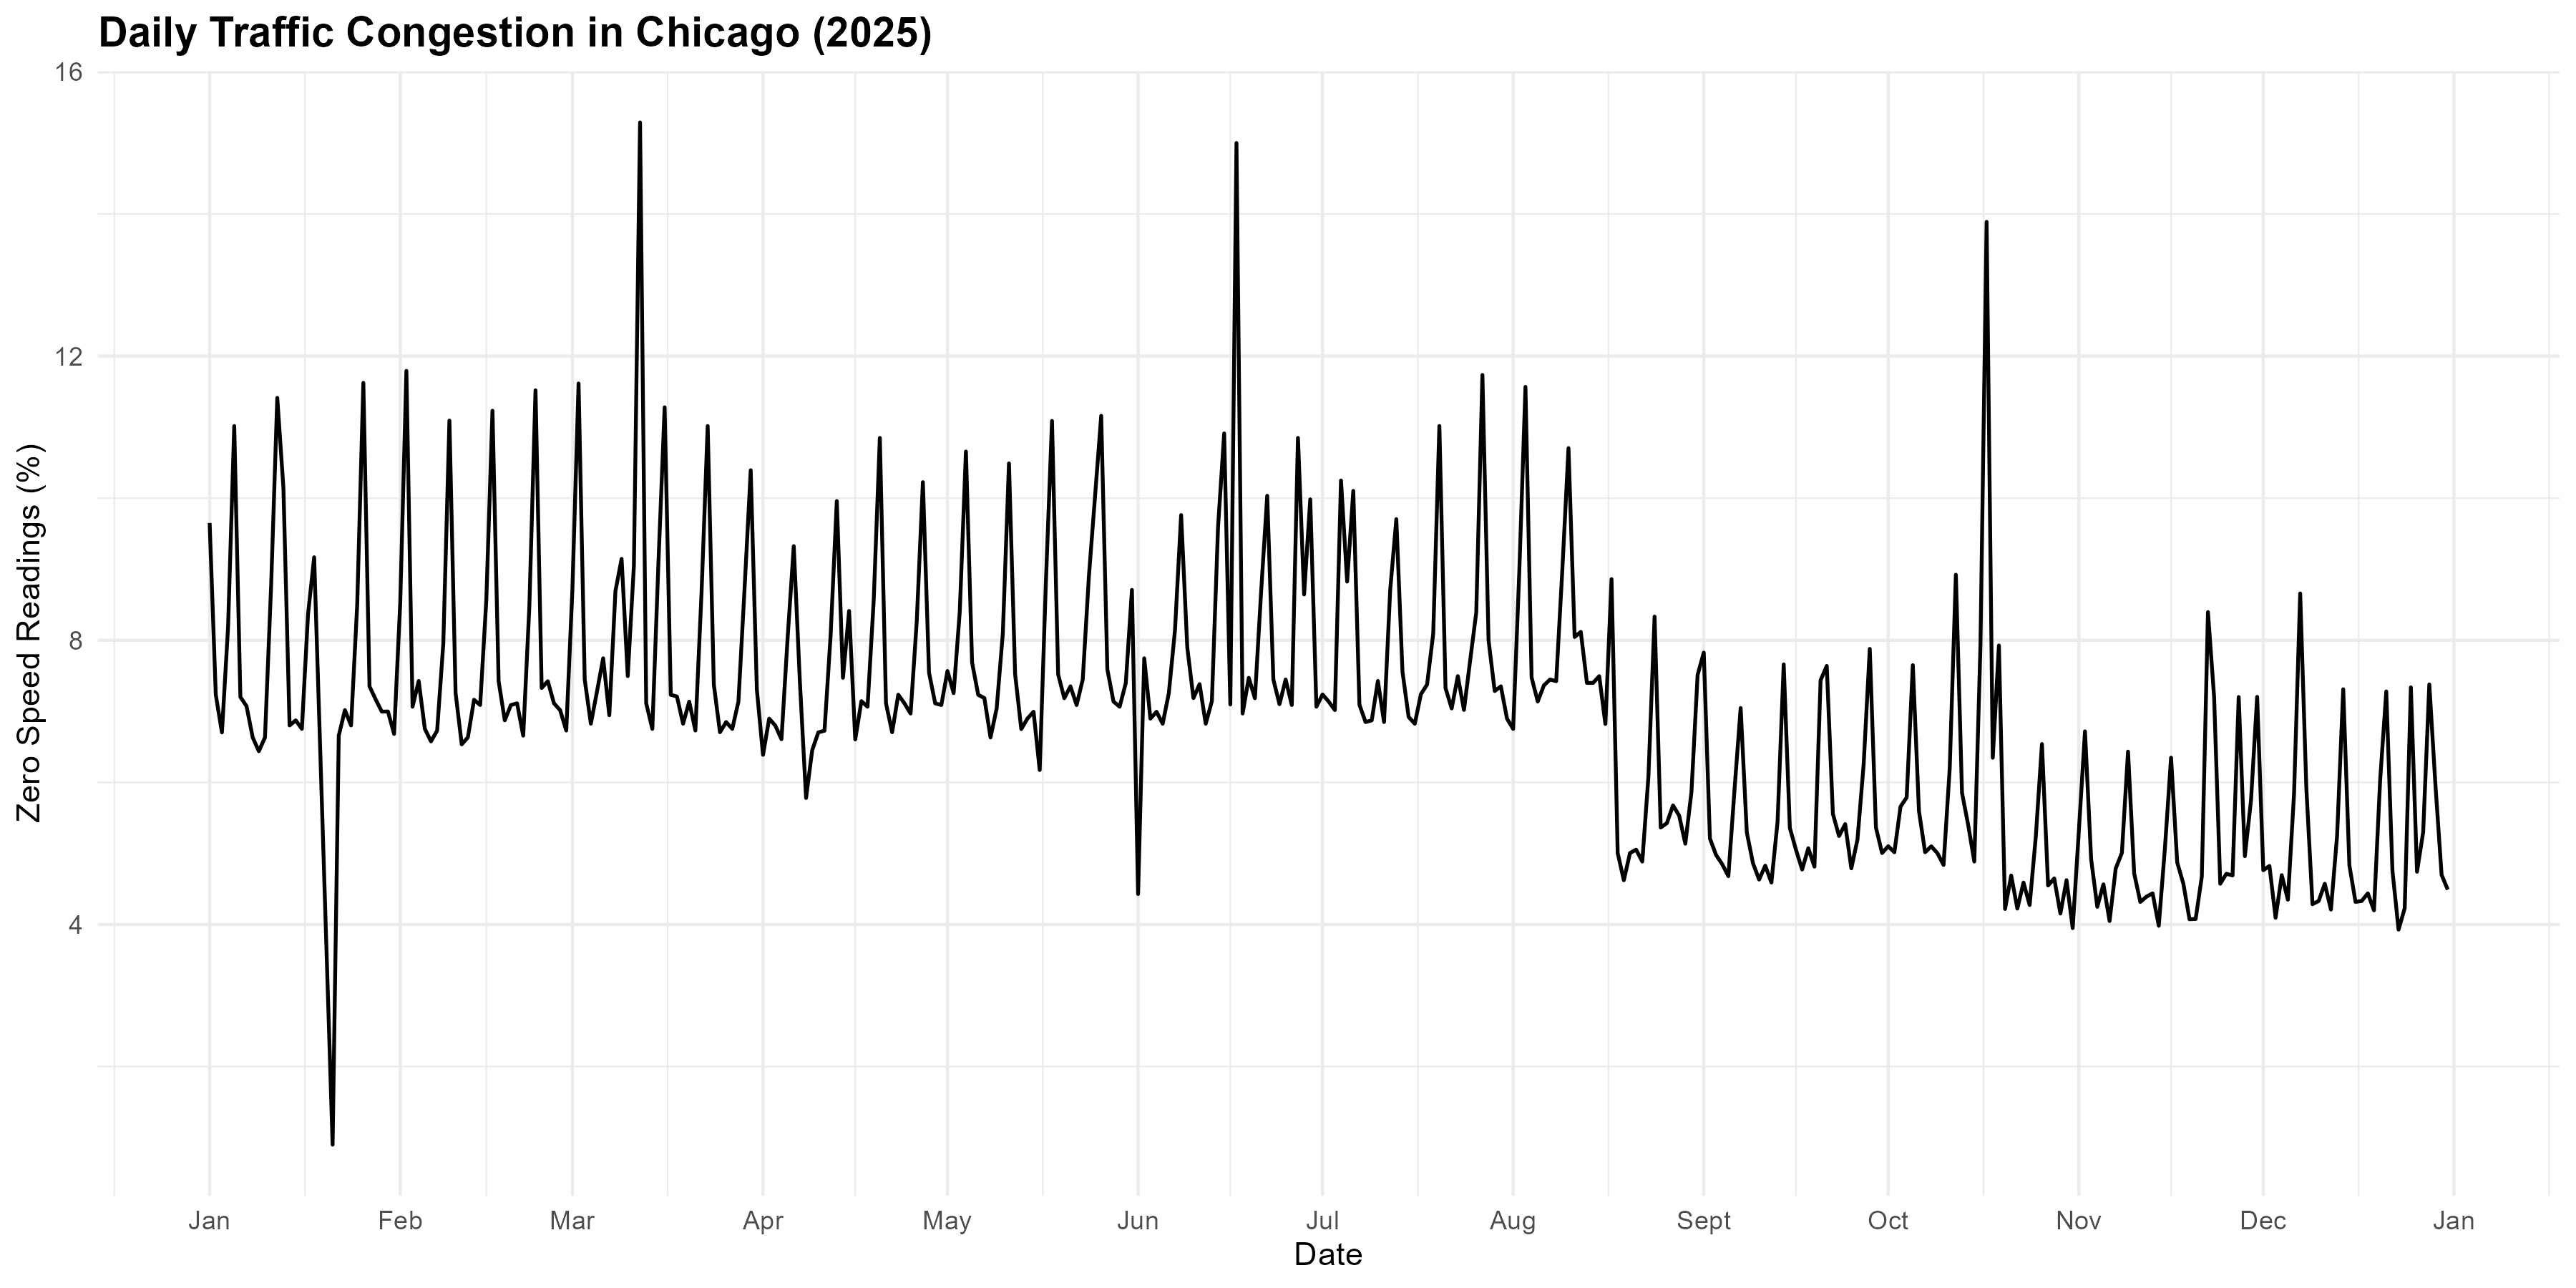 Daily Traffic Congestion in Chicago (2025)
Zero Speed Readings (%)
16
12
8
4
Jan Feb Mar Apr May Jun Jul Aug Sept Oct Nov Dec Jan
Date